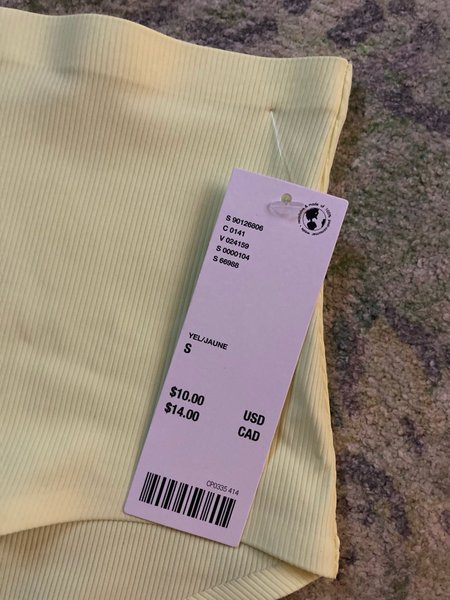 S 90126806
C 0141
V 024159
S 0000104
S 66988
YEL/JAUNE
S
$10.00 USD
$14.00 CAD
CP0335 414